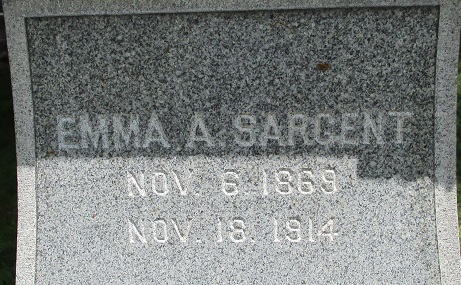 EMMA A. SARGENT
NOV. 6. 1869
NOV. 18. 1914